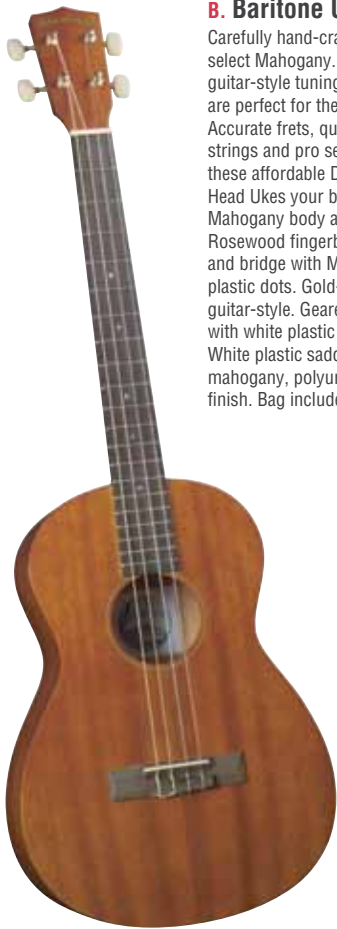 B. Baritone U
Carefully hand-cra
select Mahogany.
guitar-style tuning
are perfect for the
Accurate frets, qu
strings and pro se
these affordable D
Head Ukes your b
Mahogany body a
Rosewood fingerb
and bridge with M
plastic dots. Gold-
guitar-style. Geare
with white plastic
White plastic sadd
mahogany, polyur
finish. Bag include